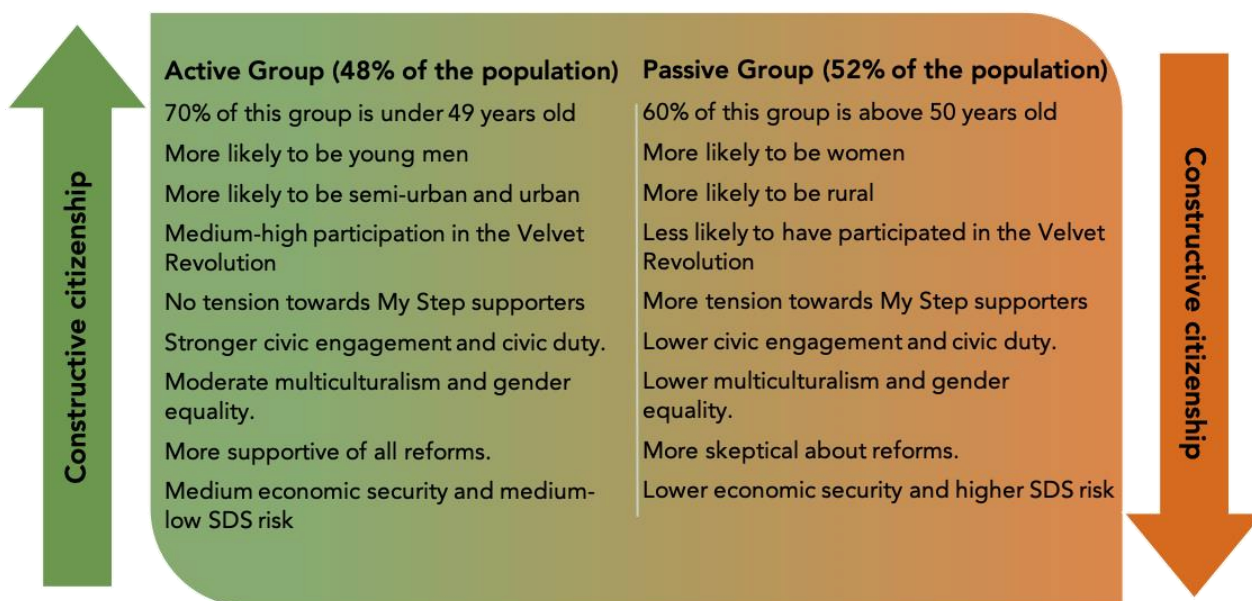 Constructive citizenship
Active Group (48% of the population)
70% of this group is under 49 years old
More likely to be young men
More likely to be semi-urban and urban
Medium-high participation in the Velvet
Revolution
No tension towards My Step supporters
Stronger civic engagement and civic duty.
Moderate multiculturalism and gender
equality.
More supportive of all reforms.
Medium economic security and medium-
low SDS risk
Passive Group (52% of the population)
60% of this group is above 50 years old
More likely to be women
More likely to be rural
Less likely to have participated in the Velvet
Revolution
More tension towards My Step supporters
Lower civic engagement and civic duty.
Lower multiculturalism and gender
equality.
More skeptical about reforms.
Lower economic security and higher SDS risk
Constructive citizenship